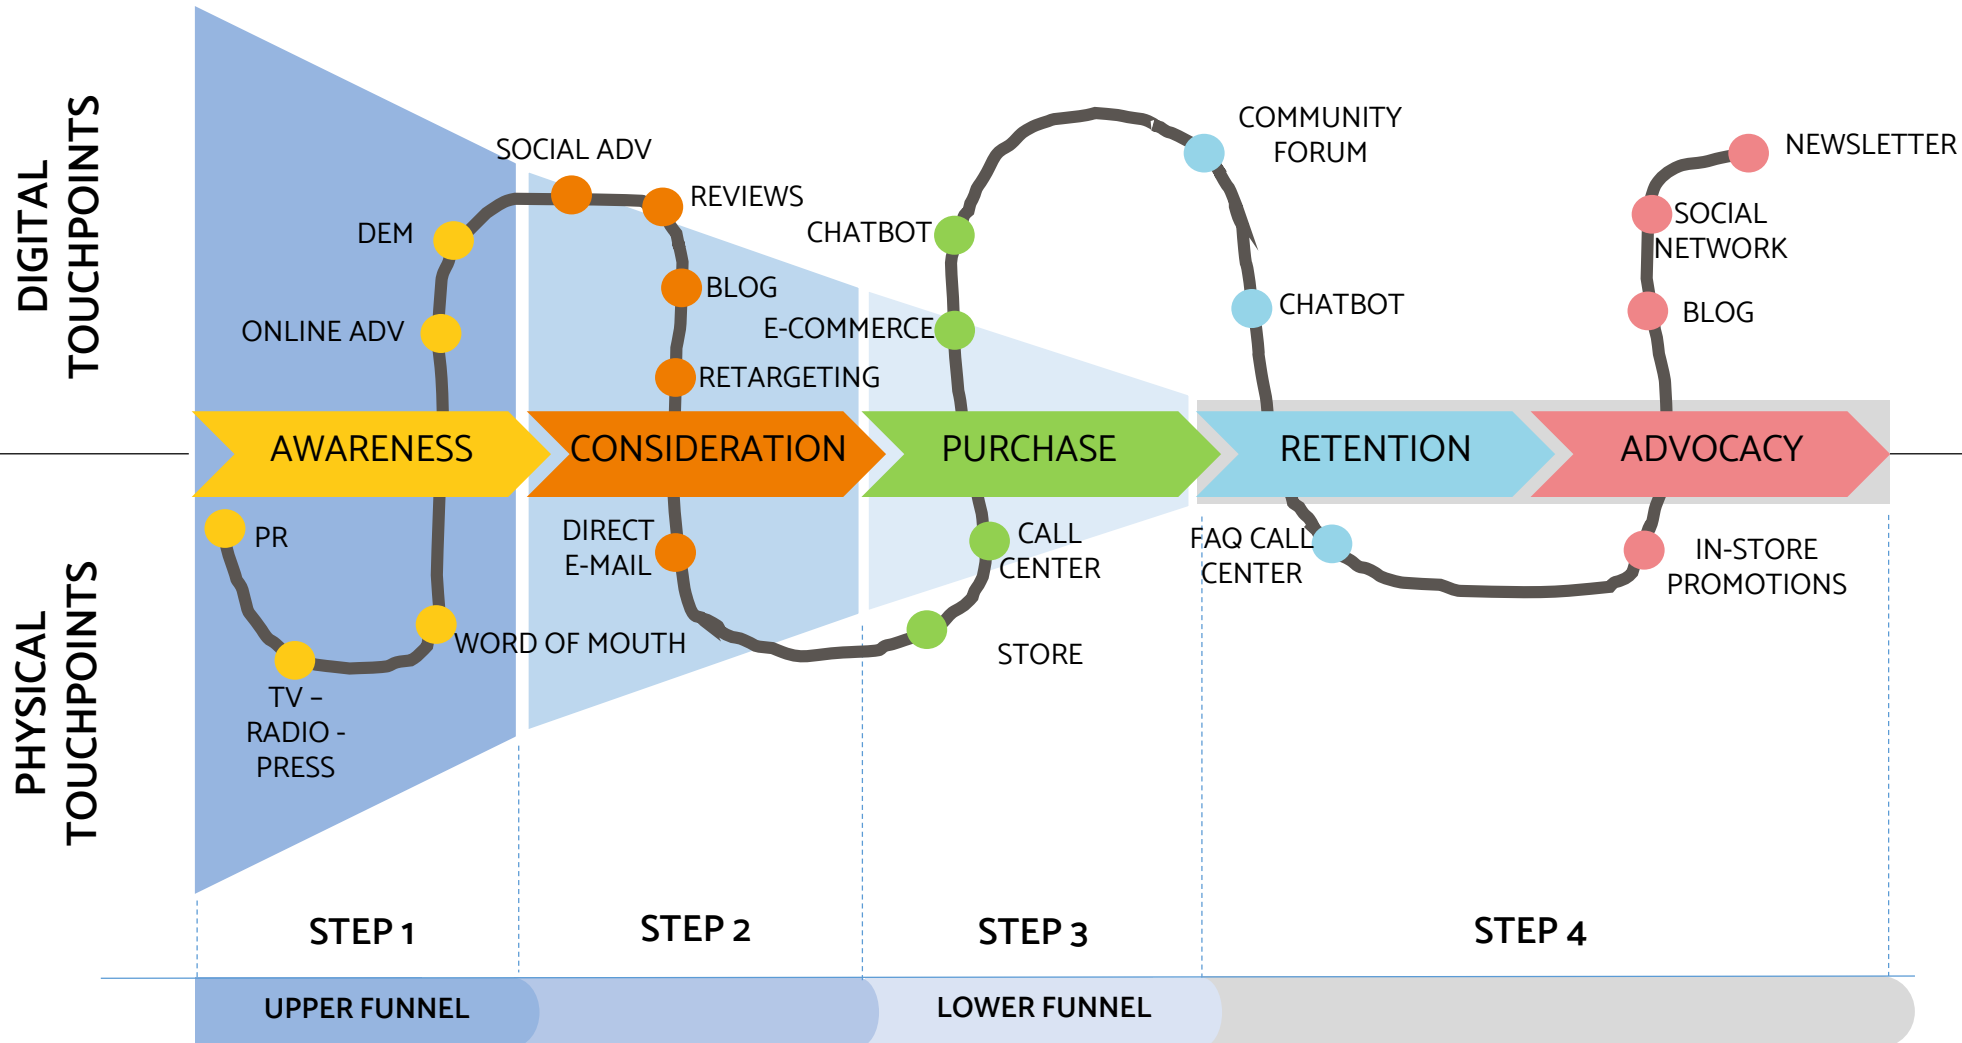 DIGITAL
TOUCHPOINTS
PHYSICAL
TOUCHPOINTS
SOCIAL ADV
REVIEWS
DEM
BLOG
ONLINE ADV
RETARGETING
CHATBOT
E-COMMERCE
COMMUNITY
FORUM
CHATBOT
NEWSLETTER
SOCIAL
NETWORK
BLOG
AWARENESS
CONSIDERATION
PURCHASE
RETENTION
ADVOCACY
PR
TV –
RADIO -
PRESS
WORD OF MOUTH
DIRECT
E-MAIL
CALL
CENTER
STORE
FAQ CALL
CENTER
IN-STORE
PROMOTIONS
STEP 1
STEP 2
STEP 3
STEP 4
UPPER FUNNEL
LOWER FUNNEL